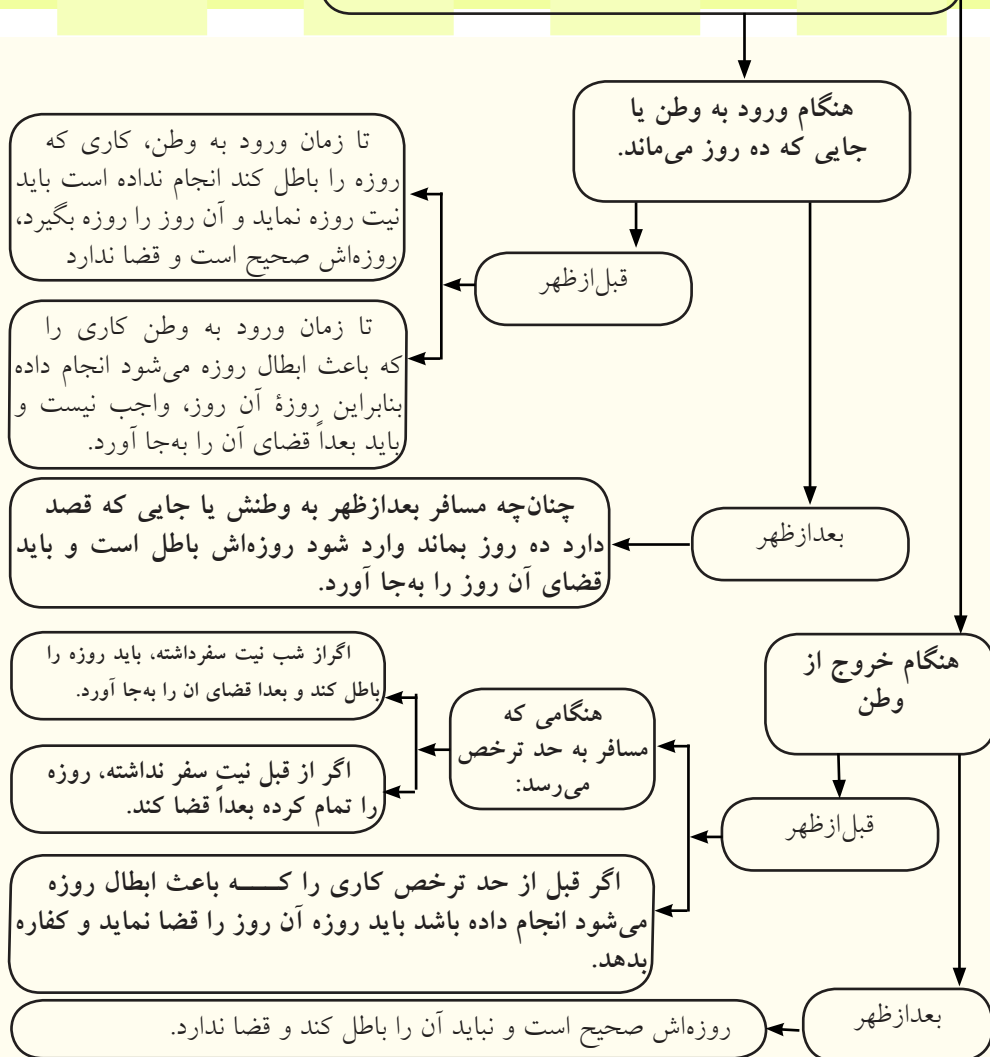 هنگام ورود به وطن یا
جایی که ده روز می‌ماند.
قبل‌ازظهر
تا زمان ورود به وطن، کاری که
روزه را باطل کند انجام نداده است باید
نیت روزه نماید و آن روز را روزه بگیرد،
روزه‌اش صحیح است و قضا ندارد
تا زمان ورود به وطن کاری را
که باعث ابطال روزه می‌شود انجام داده
بنابراین روزهٔ آن روز، واجب نیست و
باید بعداً قضای آن را به‌جا آورد.
بعدازظهر
چنان‌چه مسافر بعدازظهر به وطنش یا جایی که قصد
دارد ده روز بماند وارد شود روزه‌اش باطل است و باید
قضای آن روز را به‌جا آورد.
هنگام خروج از
وطن
قبل‌ازظهر
هنگامی که
مسافر به حد ترخص
می‌رسد:
اگراز شب نیت سفرداشته، باید روزه را
باطل کند و بعدا قضای ان را به‌جا آورد.
اگر از قبل نیت سفر نداشته، روزه
را تمام کرده بعداً قضا کند.
اگر قبل از حد ترخص کاری را کـــــه باعث ابطال روزه
می‌شود انجام داده باشد باید روزه آن روز را قضا نماید و کفاره
بدهد.
بعدازظهر
روزه‌اش صحیح است و نباید آن را باطل کند و قضا ندارد.